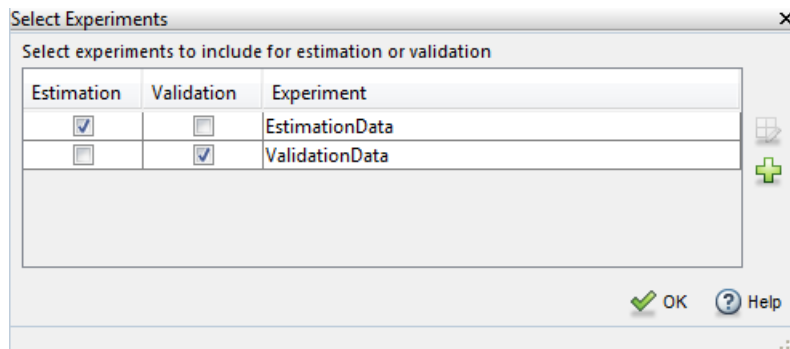 Select Experiments
Select experiments to include for estimation or validation
Estimation Validation Experiment
EstimationData
ValidationData
OK Help